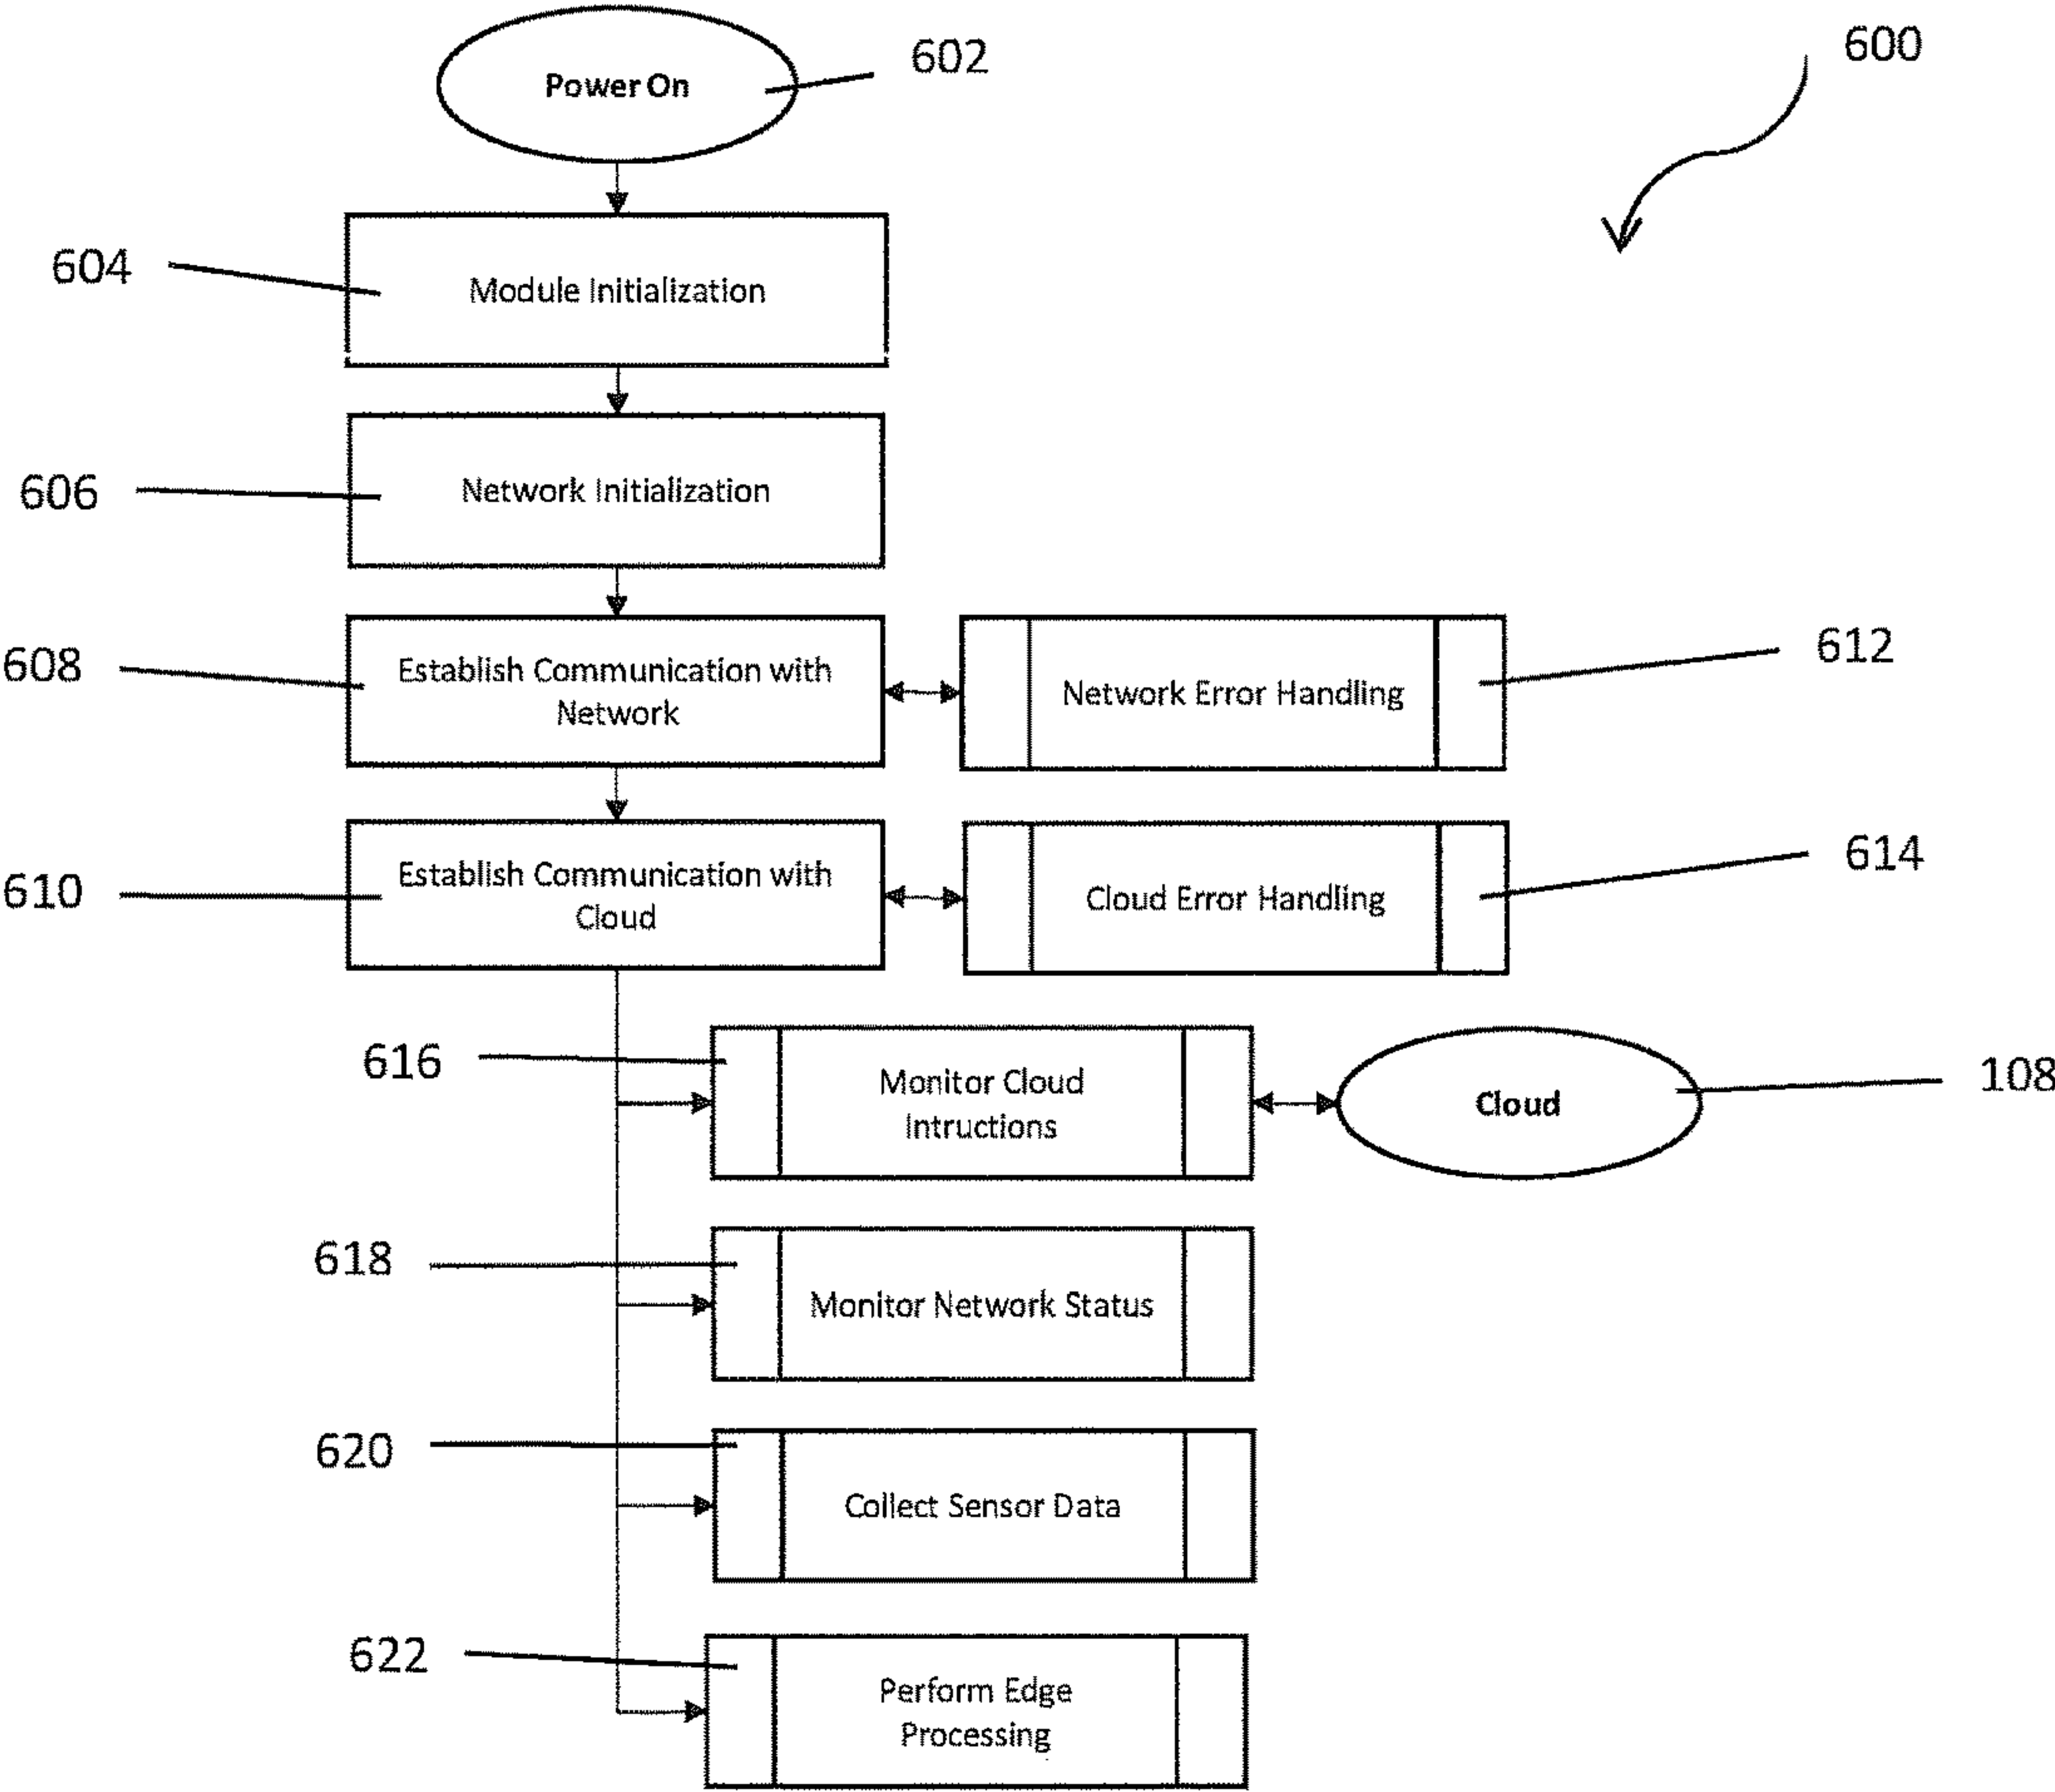 Power On
602
600
604
Module Initialization
606
Network Initialization
608
Establish Communication with
Network
Network Error Handling
612
610
Establish Communication with
Cloud
Cloud Error Handling
614
616
Monitor Cloud
Intructions
Cloud
108
618
Monitor Network Status
620
Collect Sensor Data
622
Perform Edge
Processing